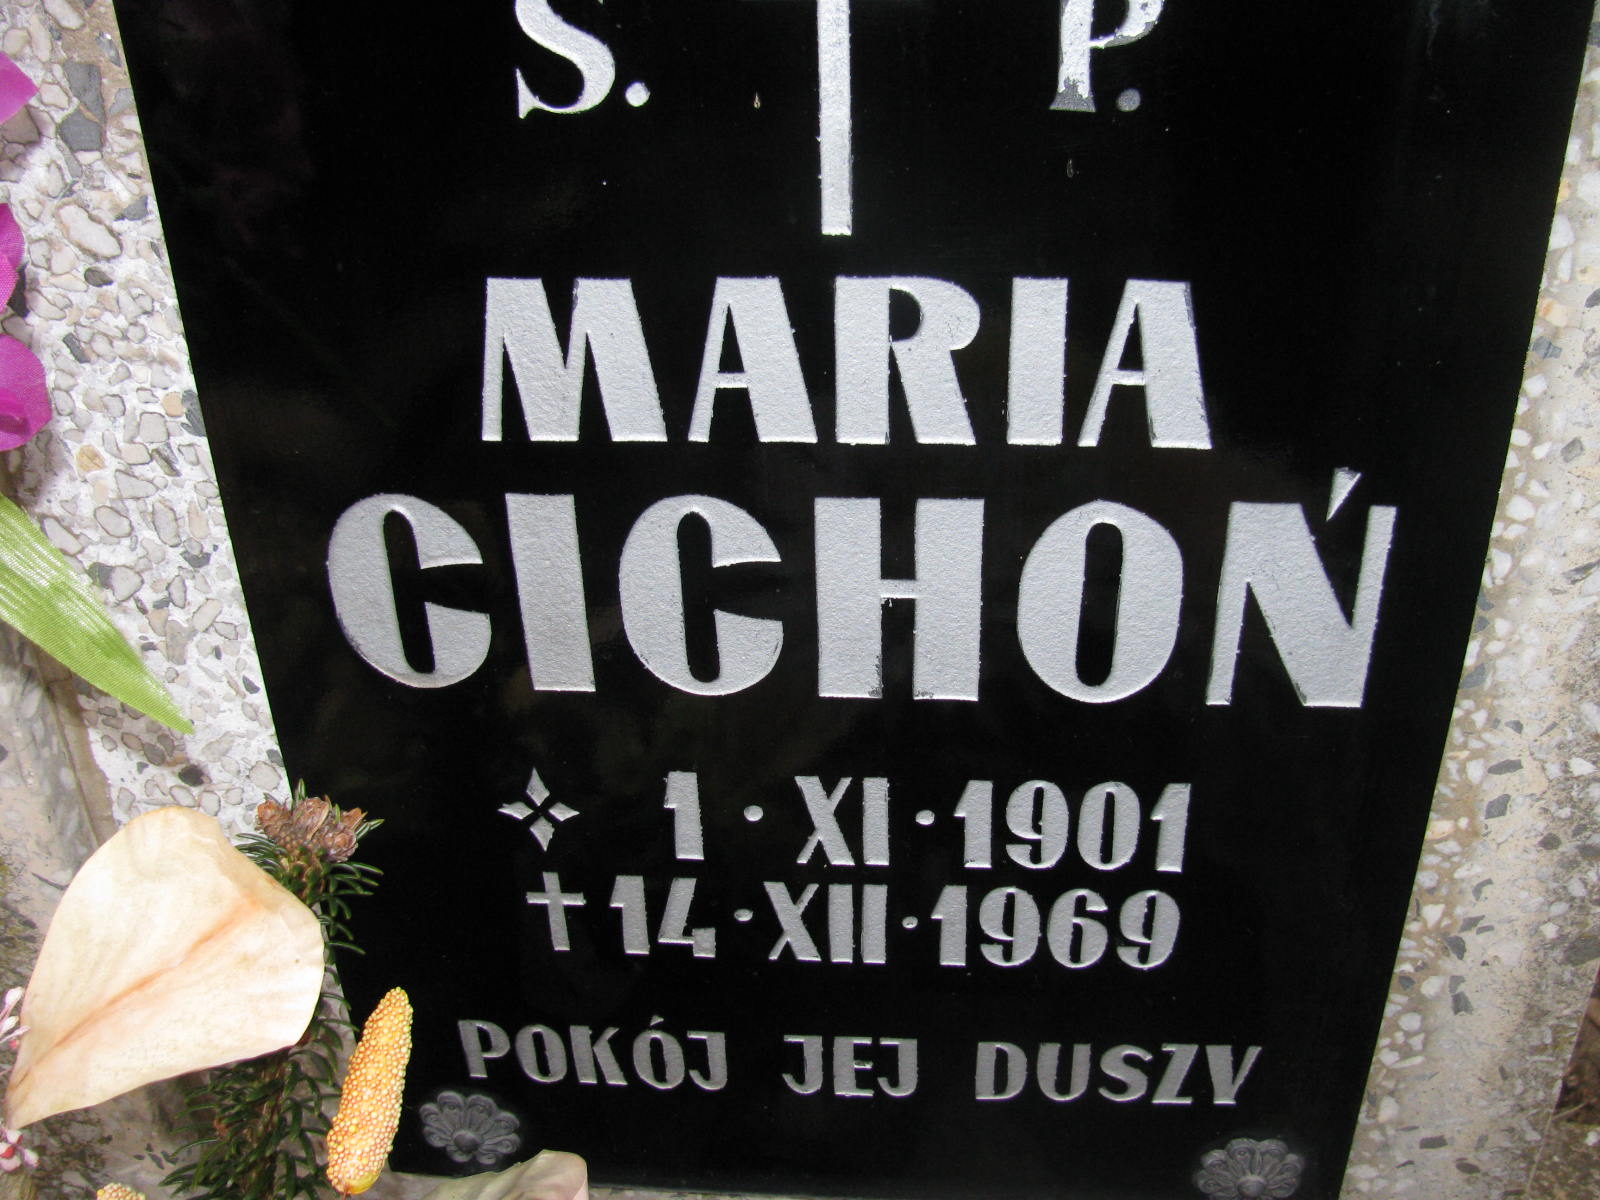 S. P.
MARIA
CICHOŃ
1·XI·1901
14·XII·1969
POKÓJ JEJ DUSZY